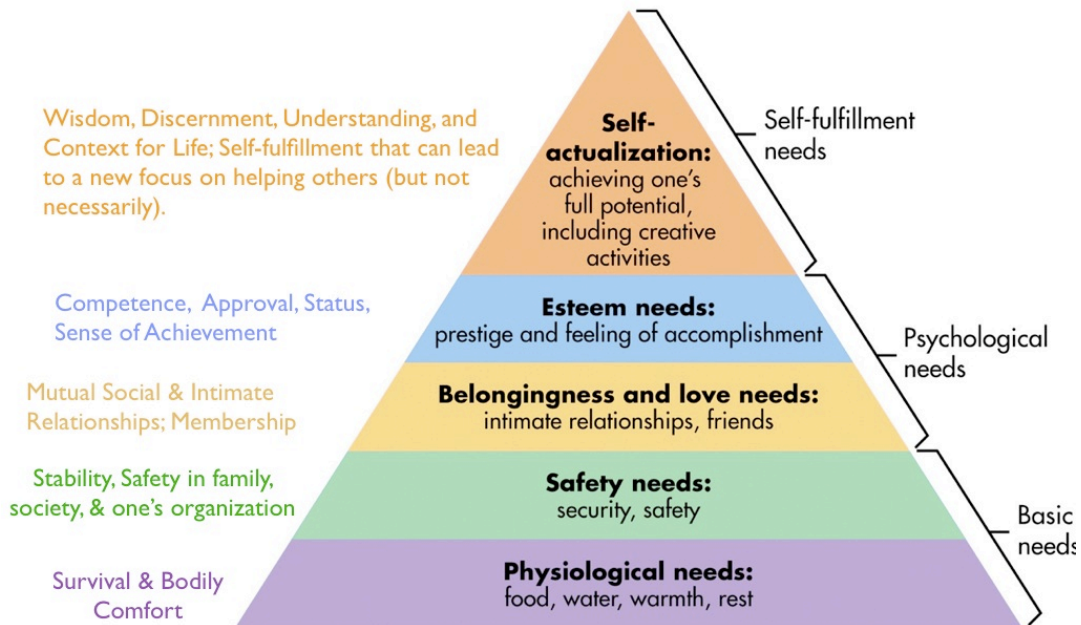 Wisdom, Discernment, Understanding, and
Context for Life; Self-fulfillment that can lead
to a new focus on helping others (but not
necessarily).
Self-
actualization:
achieving one's
full potential,
including creative
activities
Self-fulfillment
needs
Competence, Approval, Status,
Sense of Achievement
Esteem needs:
prestige and feeling of accomplishment
Psychological
needs
Mutual Social & Intimate
Relationships; Membership
Belongingness and love needs:
intimate relationships, friends
Stability, Safety in family,
society, & one's organization
Safety needs:
security, safety
Basic
needs
Survival & Bodily
Comfort
Physiological needs:
food, water, warmth, rest